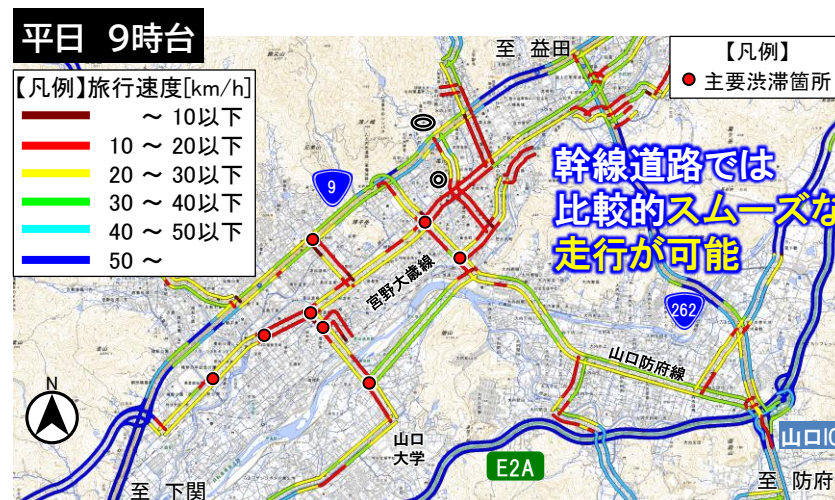 平日 9時台
【凡例】旅行速度[km/h]
~ 10以下
10 ~ 20以下
20 ~ 30以下
30 ~ 40以下
40 ~ 50以下
50 ~
至 益田
【凡例】
主要渋滞箇所
9
幹線道路では
比較的スムーズな
走行が可能
宮野大歳線
262
山口防府線
N
山口
大学
山口IC
E2A
至 下関
至 防府